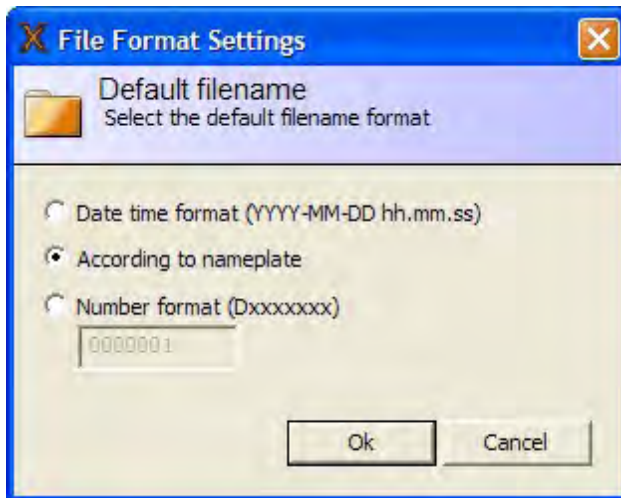 File Format Settings
Default filename
Select the default filename format
Date time format (YYYY-MM-DD hh.mm.ss)
According to nameplate
Number format (Dxxxxxxx)
0000001
Ok
Cancel